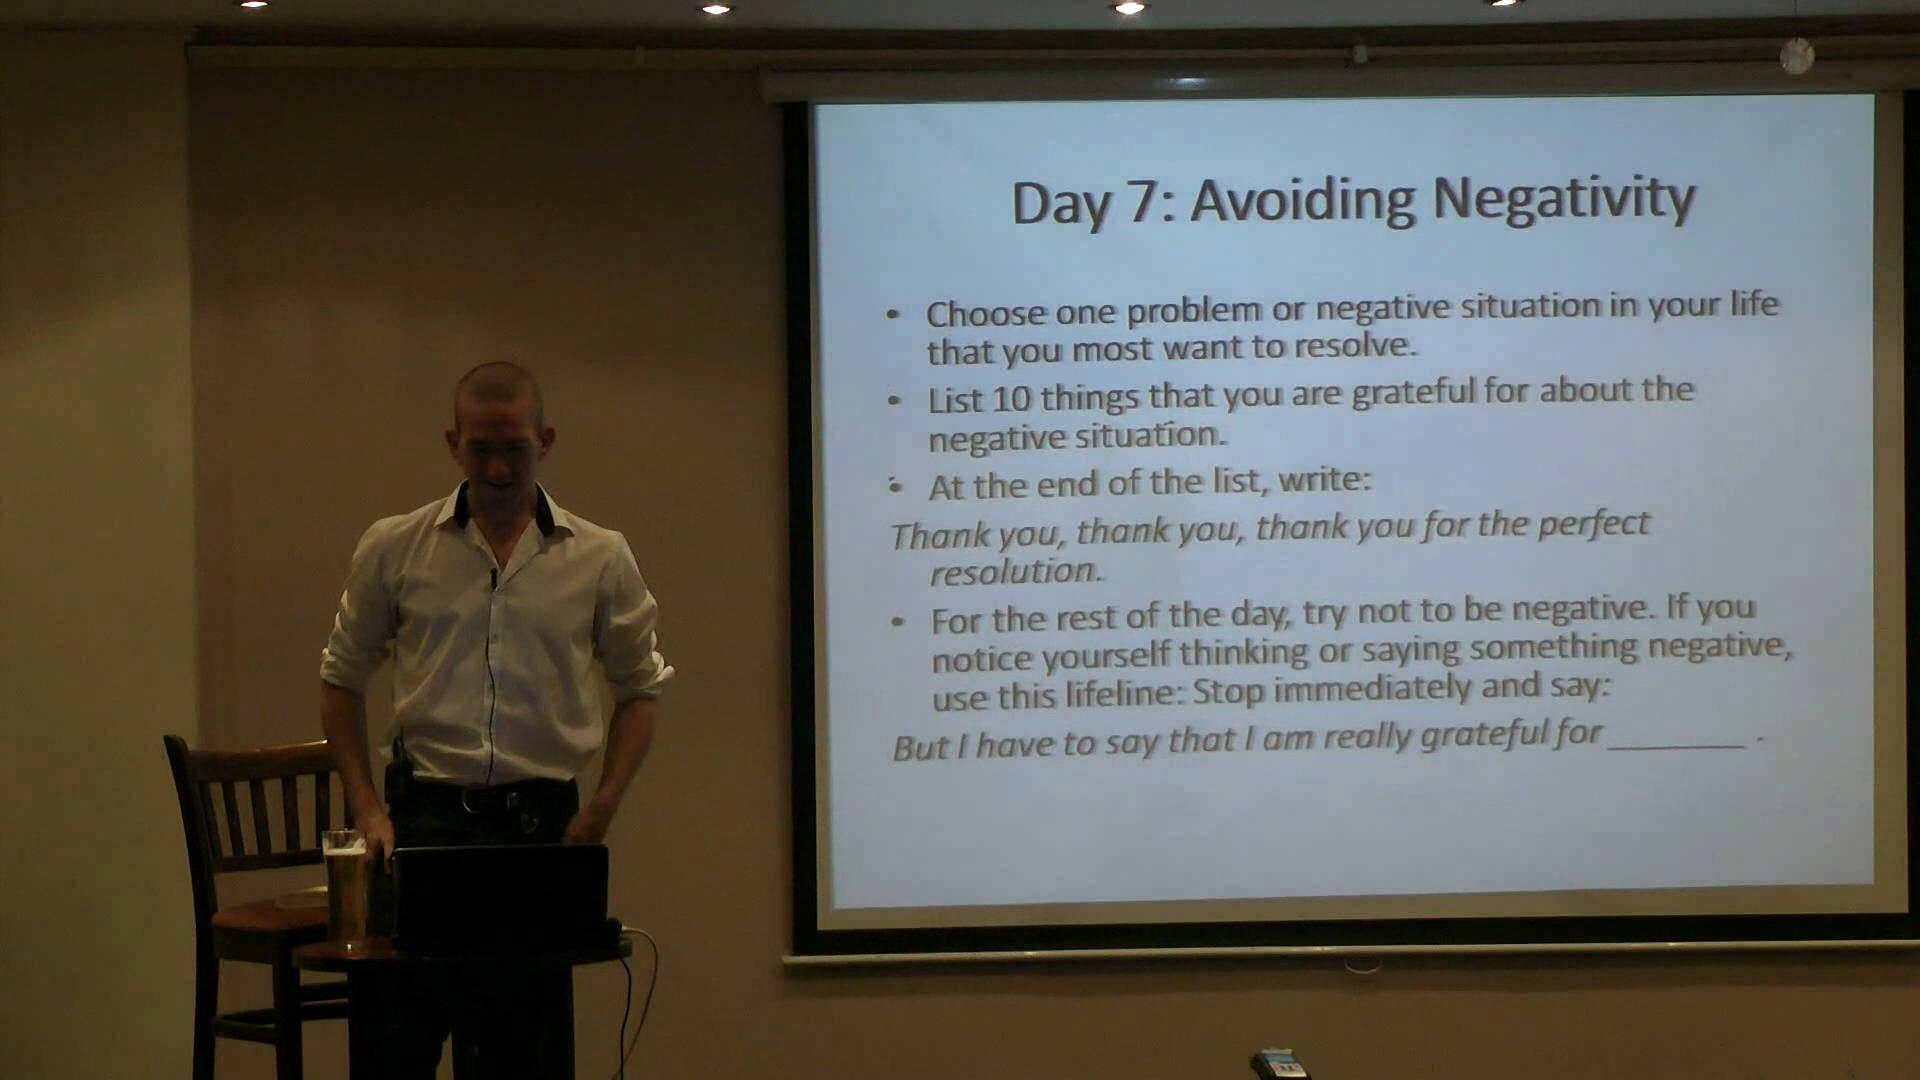 Day 7: Avoiding Negativity
• Choose one problem or negative situation in your life
that you most want to resolve.
• List 10 things that you are grateful for about the
negative situation.
• At the end of the list, write:
Thank you, thank you, thank you for the perfect
resolution.
• For the rest of the day, try not to be negative. If you
notice yourself thinking or saying something negative,
use this lifeline: Stop immediately and say:
But I have to say that I am really grateful for ________ .